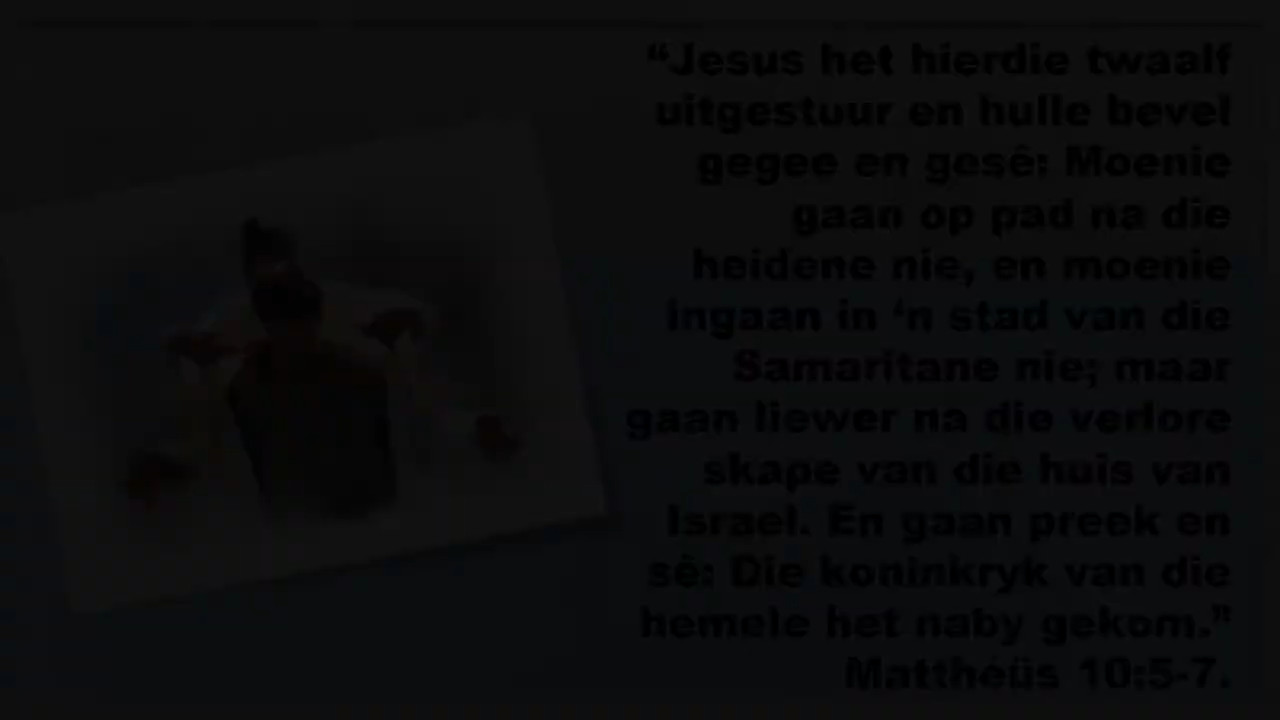 “Jesus het hierdie twaalf
uitgestuur en hulle bevel
gegee en gesê: Moenie
gaan op pad na die
heidene nie, en moenie
ingaan in ‘n stad van die
Samaritane nie; maar
gaan liewer na die verlore
skape van die huis van
Israel. En gaan preek en
sê: Die koninkryk van die
hemele het naby gekom.”
Matthéüs 10:5-7.